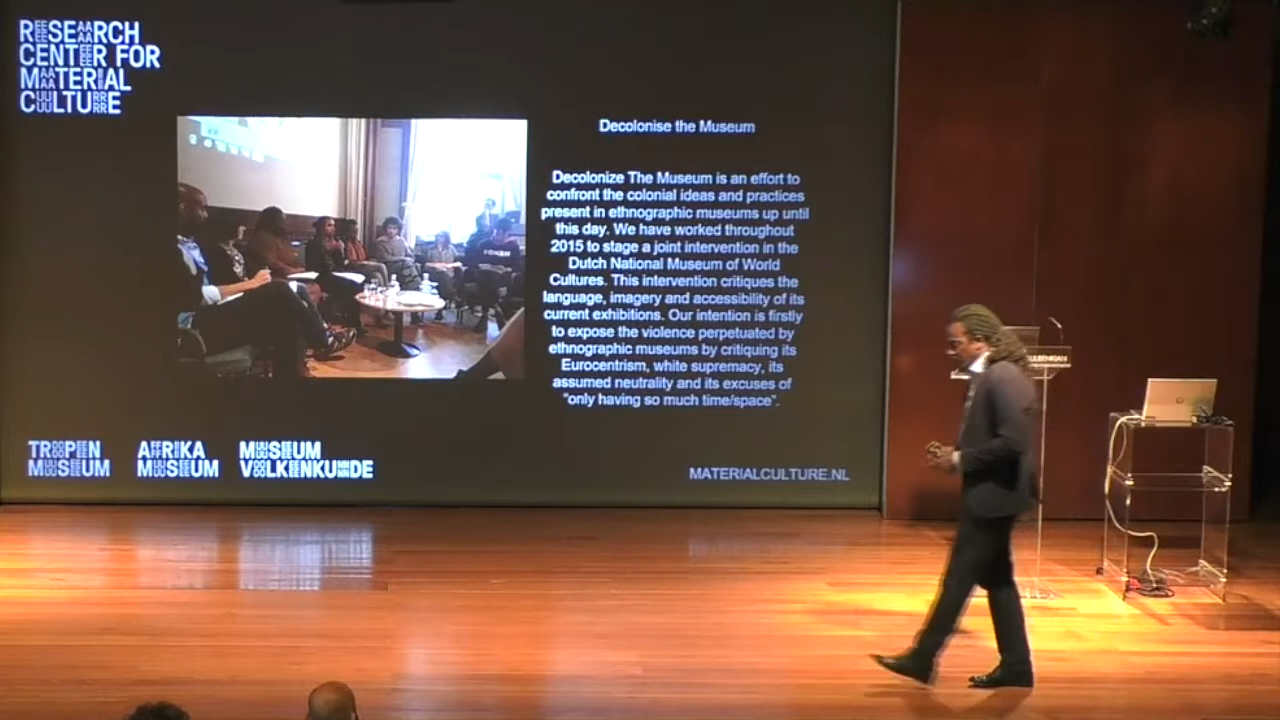 RESEARCH
CENTER FOR
MATERIAL
CULTURE
Decolonise the Museum
Decolonize The Museum is an effort to
confront the colonial ideas and practices
present in ethnographic museums up until
this day. We have worked throughout
2015 to stage a joint intervention in the
Dutch National Museum of World
Cultures. This intervention critiques the
language, imagery and accessibility of its
current exhibitions. Our intention is firstly
to expose the violence perpetuated by
ethnographic museums by critiquing its
Eurocentrism, white supremacy, its
assumed neutrality and its excuses of
"only having so much time/space".
TROPEN
MUSEUM
AFRIKA
MUSEUM
MUSEUM
VOLKENKUNDE
MATERIALCULTURE.NL